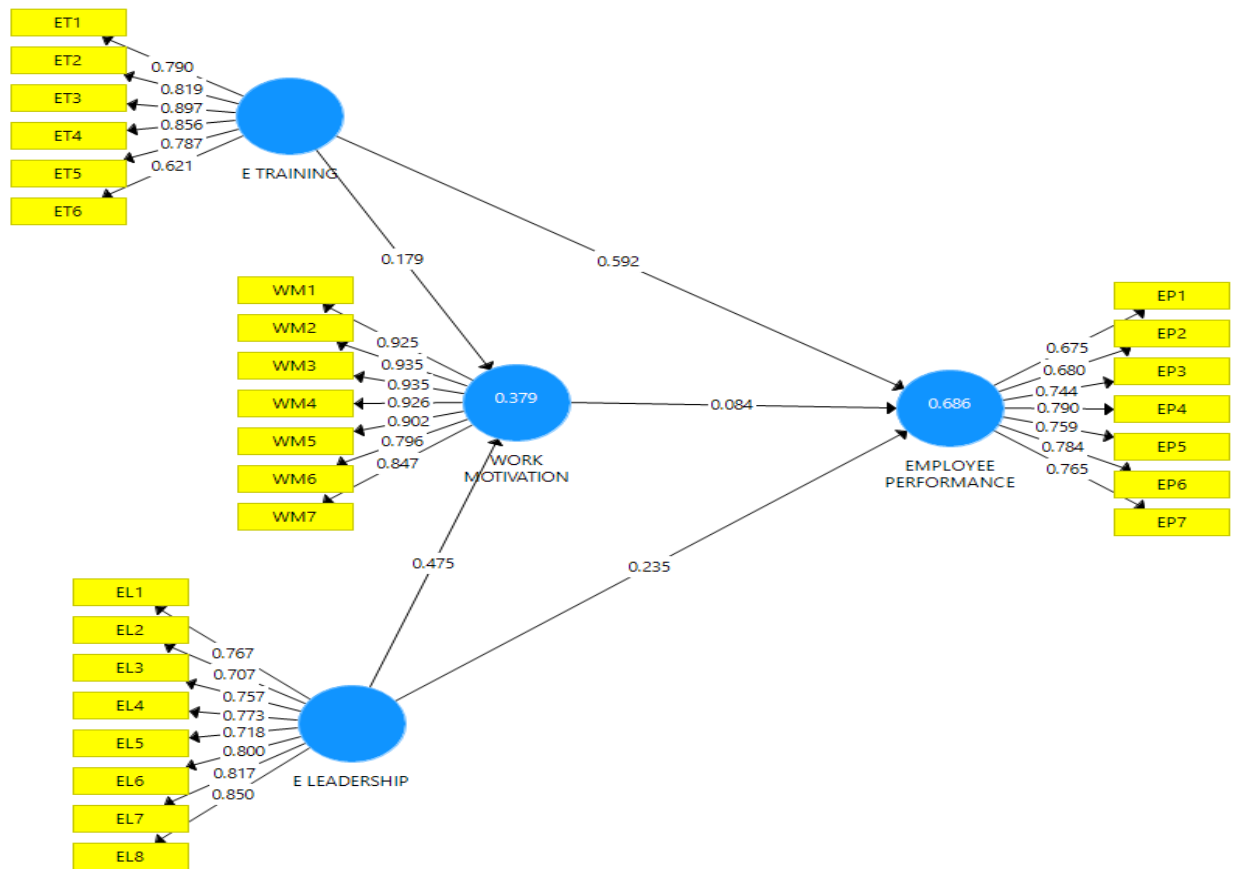 ET1
ET2
ET3
ET4
ET5
ET6
0.790
0.819
0.897
0.856
0.787
0.621
E TRAINING
0.179
0.592
WM1
WM2
WM3
WM4
WM5
WM6
WM7
0.925
0.935
0.935
0.926
0.902
0.796
0.847
0.379
WORK
MOTIVATION
0.084
0.686
EMPLOYEE
PERFORMANCE
0.675
0.680
0.744
0.790
0.759
0.784
0.765
EP1
EP2
EP3
EP4
EP5
EP6
EP7
0.475
0.235
EL1
EL2
EL3
EL4
EL5
EL6
EL7
EL8
0.767
0.707
0.757
0.773
0.718
0.800
0.817
0.850
E LEADERSHIP